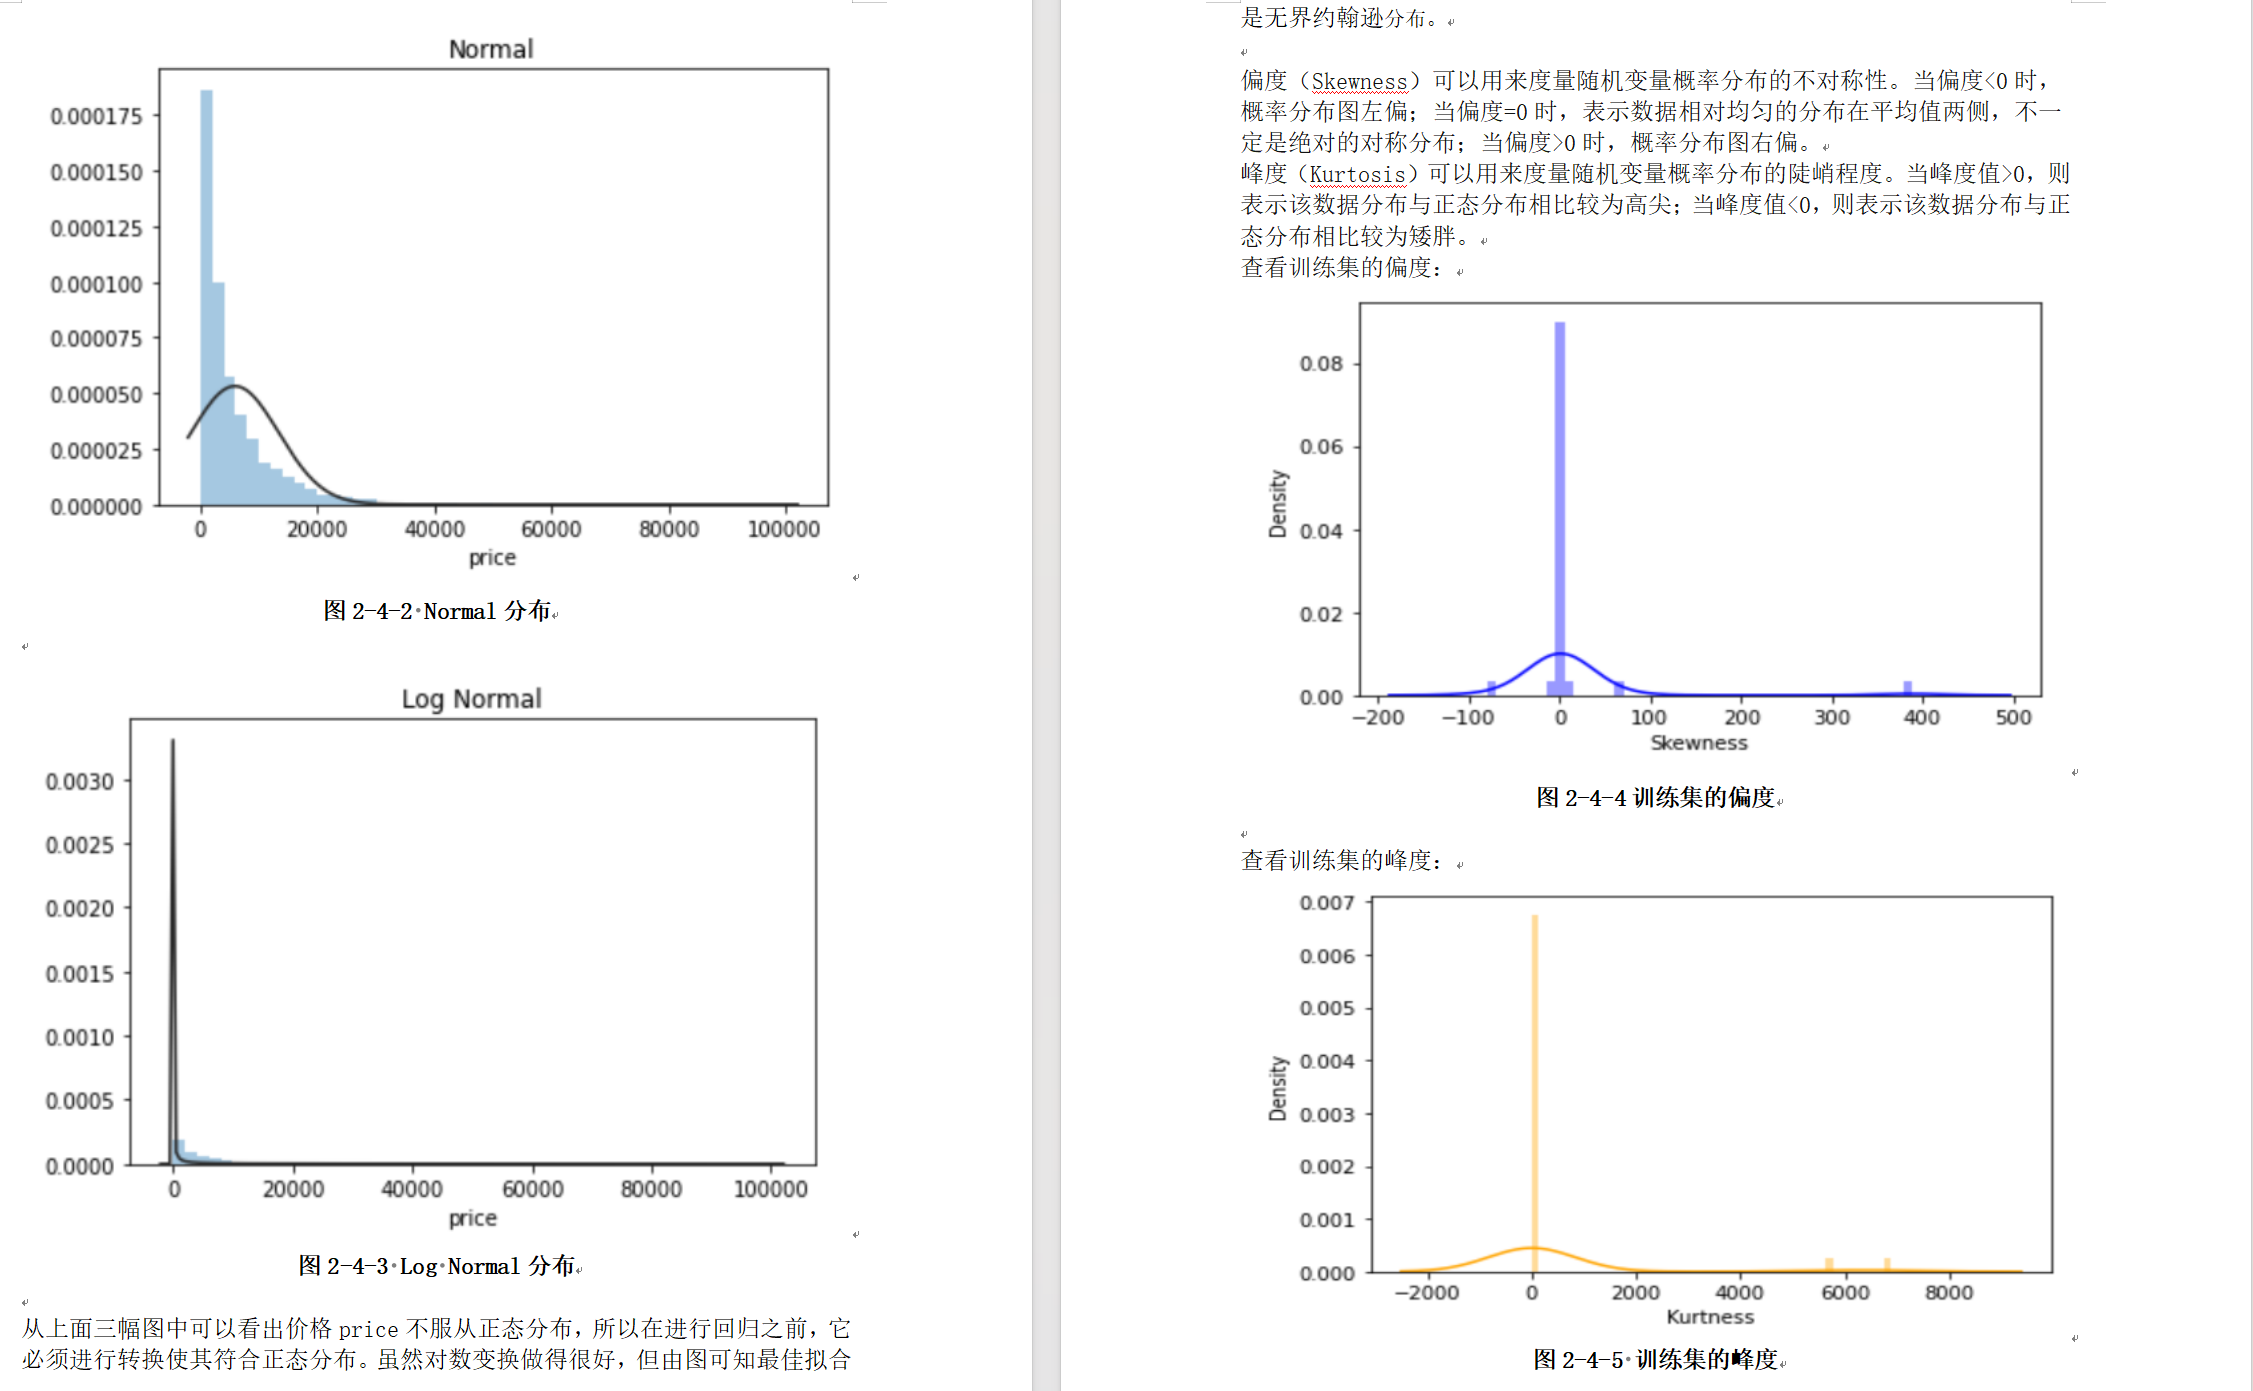 Normal
0.000175
0.000150
0.000125
0.000100
0.000075
0.000050
0.000025
0.000000
0 20000 40000 60000 80000 100000
price
图 2-4-2 Normal 分布
Log Normal
0.0030
0.0025
0.0020
0.0015
0.0010
0.0005
0.0000
0 20000 40000 60000 80000 100000
price
图 2-4-3 Log Normal 分布
从上面三幅图中可以看出价格 price 不服从正态分布，所以在进行回归之前，它
必须进行转换使其符合正态分布。虽然对数变换做得很好，但由图可知最佳拟合
是无界约翰逊分布。
偏度（Skewness）可以用来度量随机变量概率分布的不对称性。当偏度<0 时，
概率分布图左偏；当偏度=0 时，表示数据相对均匀的分布在平均值两侧，不一
定是绝对的对称分布；当偏度>0 时，概率分布图右偏。
峰度（Kurtosis）可以用来度量随机变量概率分布的陡峭程度。当峰度值>0，则
表示该数据分布与正态分布相比较为高尖；当峰度值<0，则表示该数据分布与正
态分布相比较为矮胖。
查看训练集的偏度：
0.08
0.06
0.04
0.02
0.00
Density
−200 −100 0 100 200 300 400 500
Skewness
图 2-4-4 训练集的偏度
查看训练集的峰度：
0.007
0.006
0.005
0.004
0.003
0.002
0.001
0.000
Density
−2000 0 2000 4000 6000 8000
Kurtness
图 2-4-5 训练集的峰度